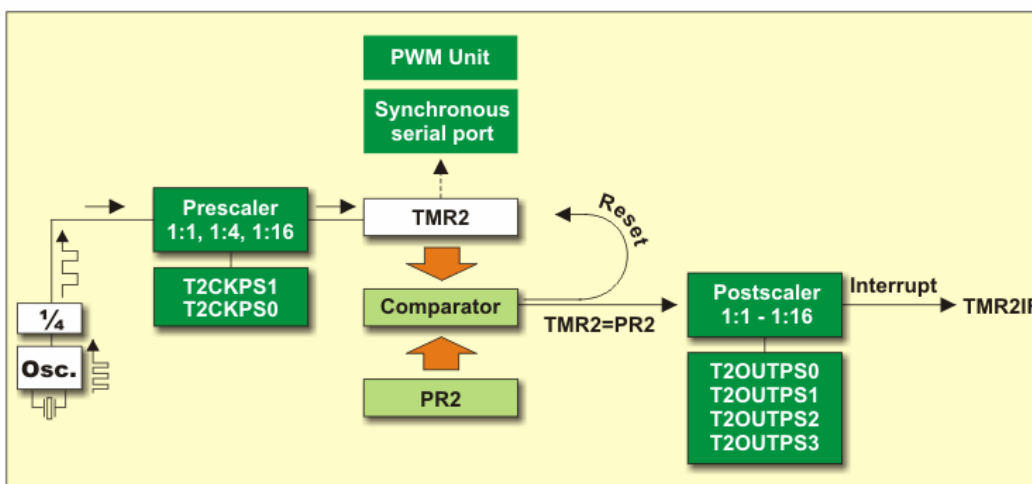 PWM Unit
Synchronous
serial port
Prescaler
1:1, 1:4, 1:16
TMR2
Reset
T2CKPS1
T2CKPS0
Comparator
TMR2=PR2
Postscaler
1:1 - 1:16
Interrupt
TMR2IF
¼
Osc.
PR2
T2OUTPS0
T2OUTPS1
T2OUTPS2
T2OUTPS3